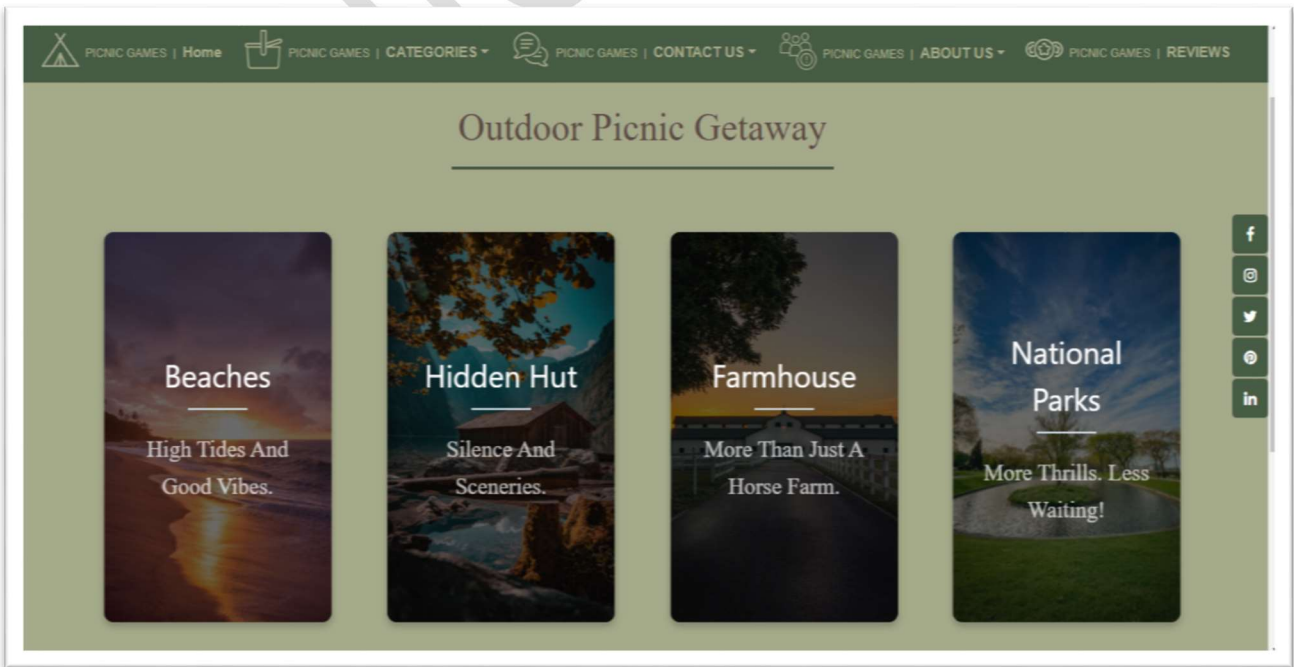 PICNIC GAMES | Home PICNIC GAMES | CATEGORIES PICNIC GAMES | CONTACT US PICNIC GAMES | ABOUT US PICNIC GAMES | REVIEWS
Outdoor Picnic Getaway
Beaches
High Tides And
Good Vibes.
Hidden Hut
Silence And
Sceneries.
Farmhouse
More Than Just A
Horse Farm.
National
Parks
More Thrills. Less
Waiting!